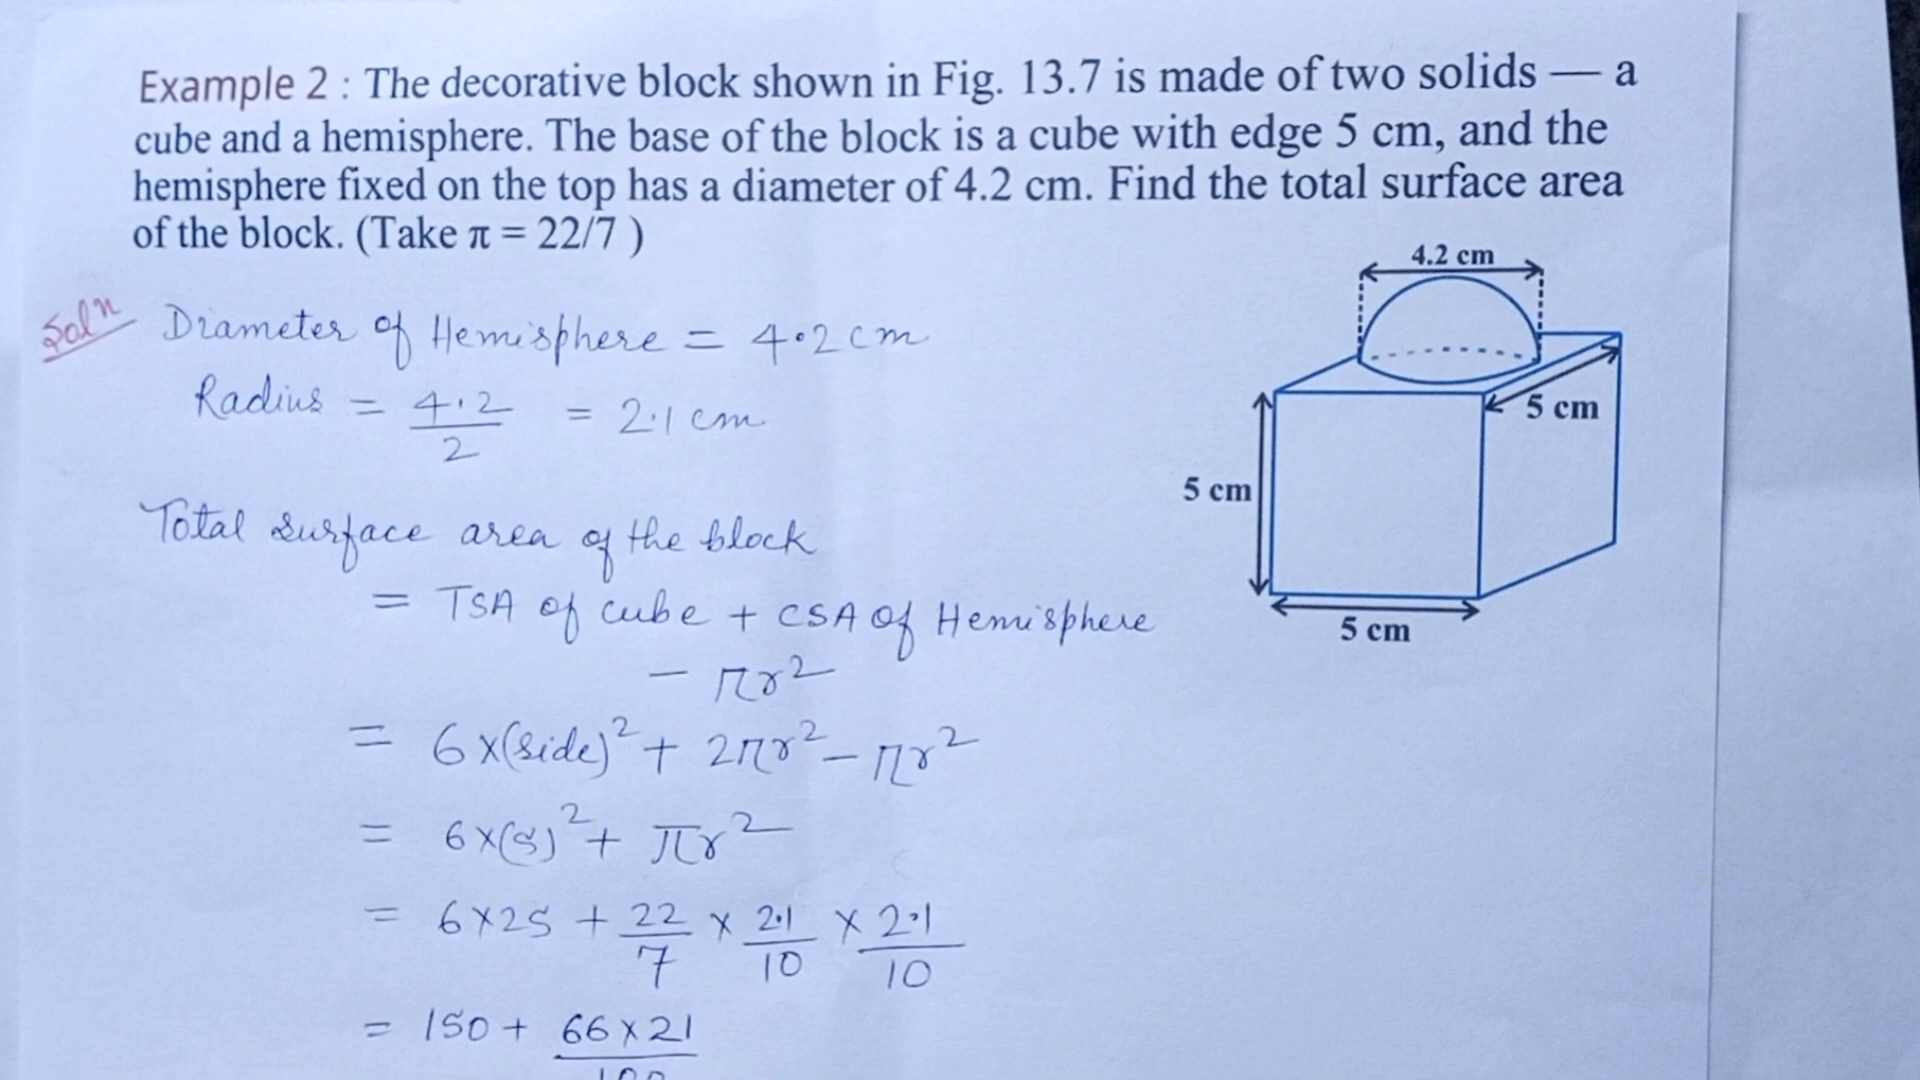 Example 2 : The decorative block shown in Fig. 13.7 is made of two solids — a
cube and a hemisphere. The base of the block is a cube with edge 5 cm, and the
hemisphere fixed on the top has a diameter of 4.2 cm. Find the total surface area
of the block. (Take π = 22/7 )
4.2 cm
5 cm
5 cm
5 cm
Solⁿ Diameter of Hemisphere = 4.2 cm
Radius = 4.2/2 = 2.1 cm
Total surface area of the block
= TSA of cube + CSA of Hemisphere
− πr²
= 6×(side)² + 2πr² − πr²
= 6×(5)² + πr²
= 6×25 + 22/7 × 2.1/10 × 2.1/10
= 150 + 66×21/100